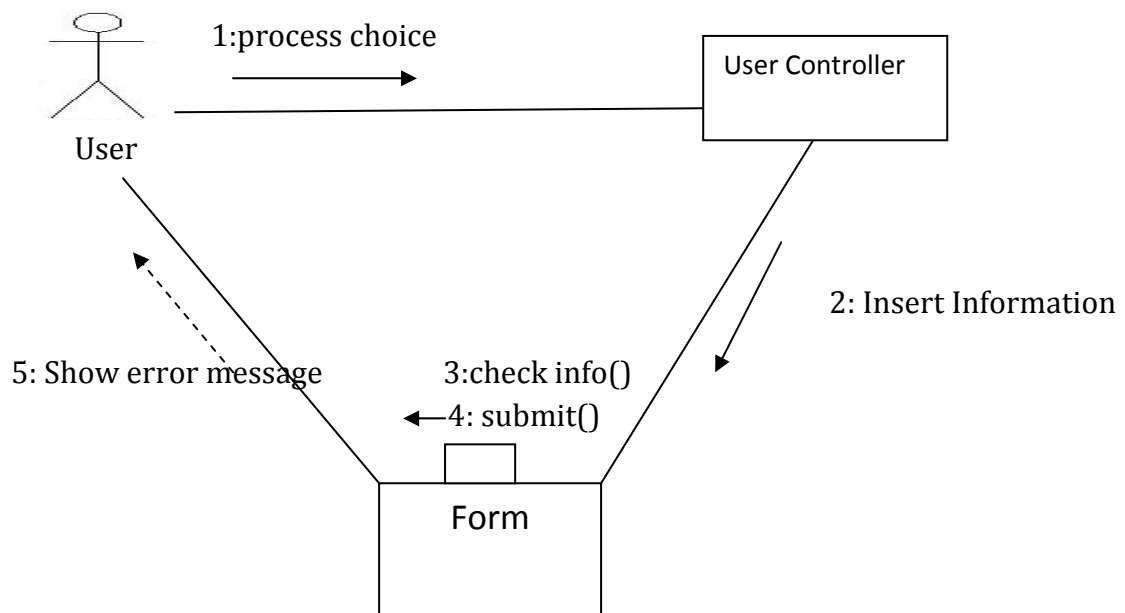 1:process choice
User Controller
User
2: Insert Information
5: Show error message
3:check info()
4: submit()
Form